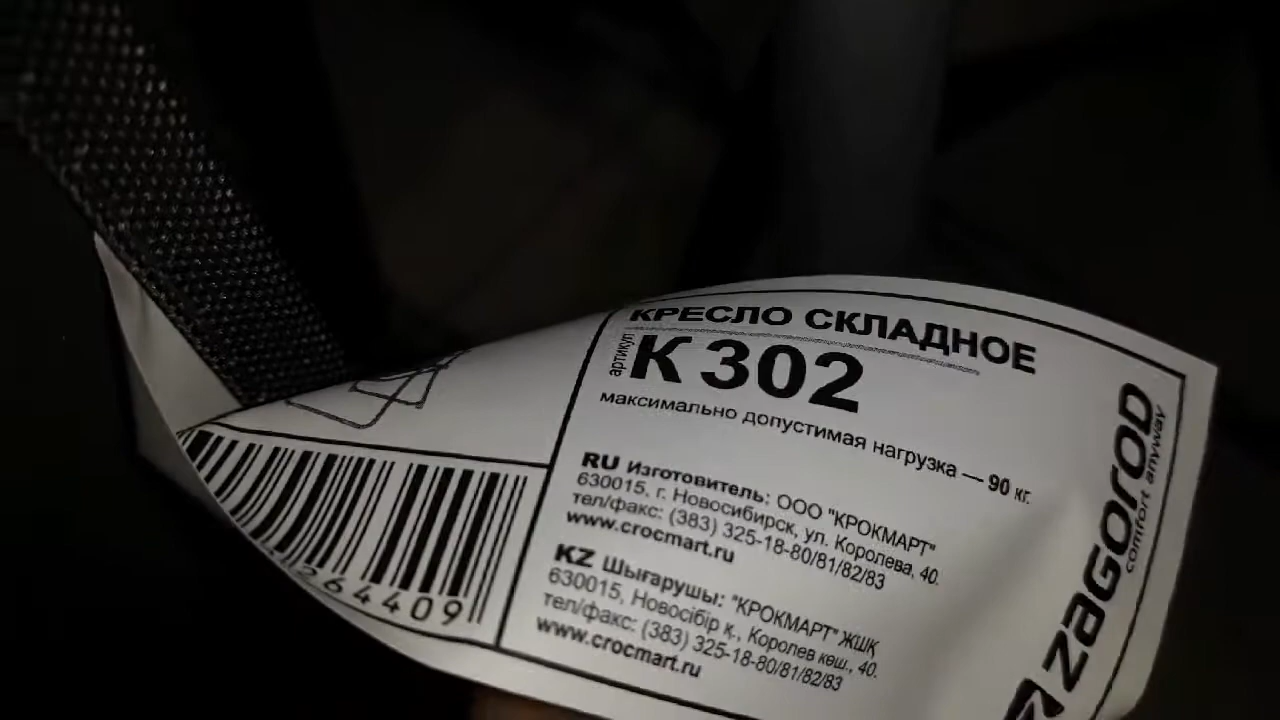 КРЕСЛО СКЛАДНОЕ
артикул
К 302
максимально допустимая нагрузка — 90 кг.
RU Изготовитель: ООО "КРОКМАРТ"
630015, г. Новосибирск, ул. Королева, 40.
тел/факс: (383) 325-18-80/81/82/83
www.crocmart.ru
KZ Шығарушы: "КРОКМАРТ" ЖШҚ
630015, Новосібір қ., Королев көш., 40.
тел/факс: (383) 325-18-80/81/82/83
www.crocmart.ru
264409
zagorod
comfort anyway